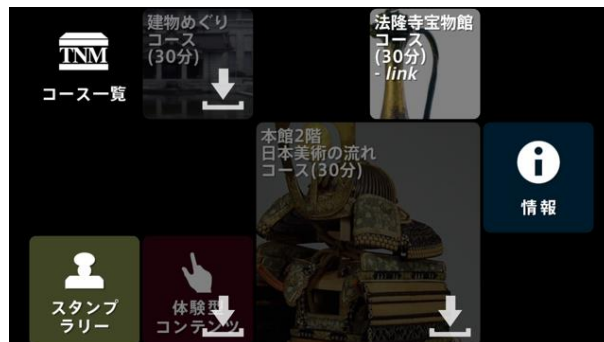 TNM
コース一覧
建物めぐり
コース
(30分)
法隆寺宝物館
コース
(30分)
- link
本館2階
日本美術の流れ
コース(30分)
情報
スタンプ
ラリー
体験型
コンテンツ